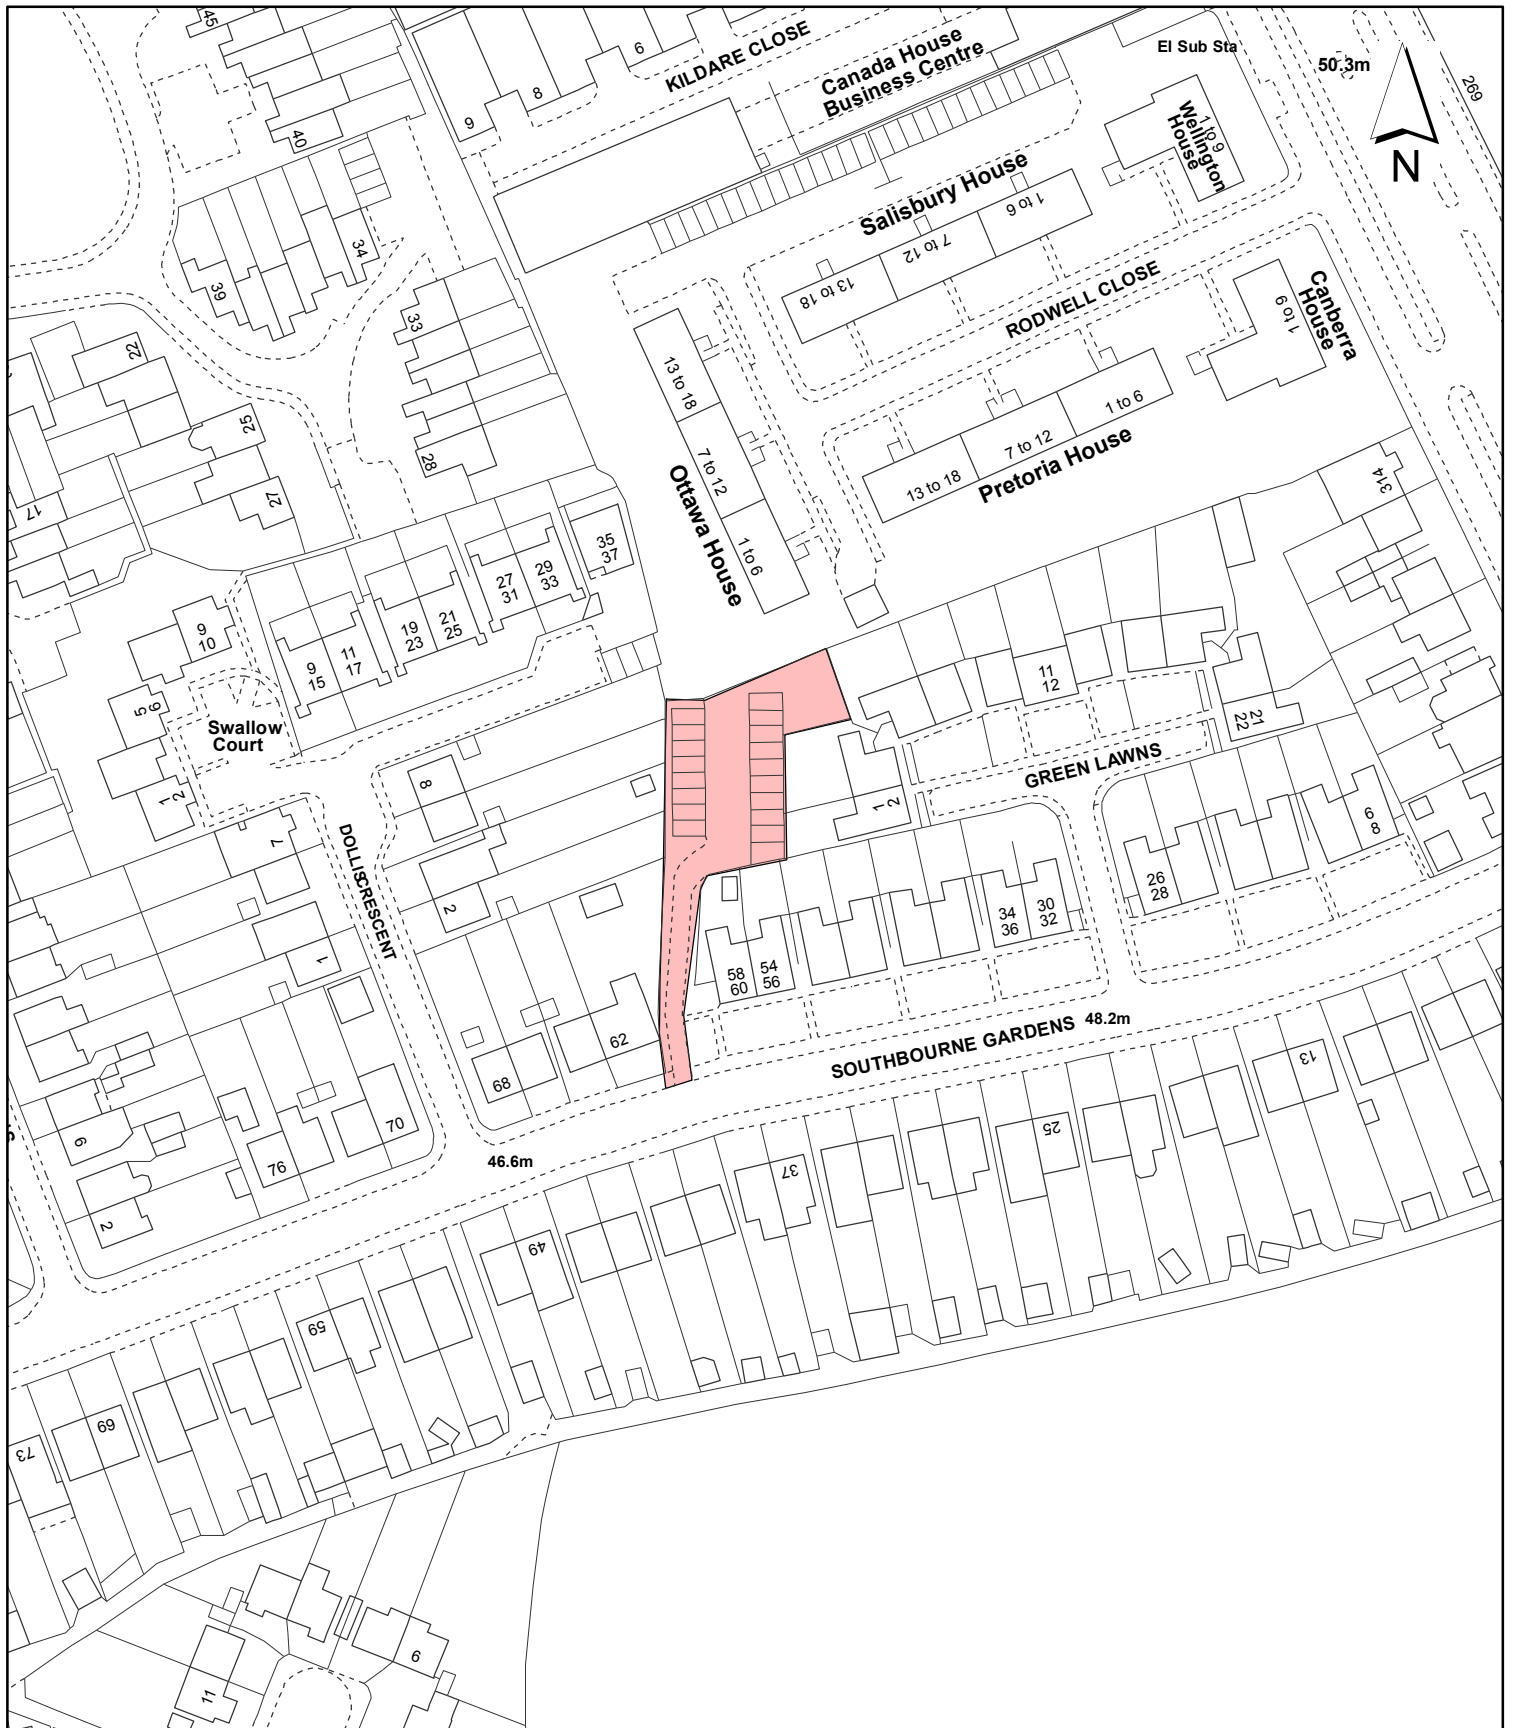 45
6
KILDARE CLOSE
8
9
40
Canada House
Business Centre
El Sub Sta
50.3m
269
N
1 to 9
Wellington
House
Salisbury House
1 to 6
7 to 12
13 to 18
34
39
33
22
25
28
27
17
RODWELL CLOSE
Canberra
House
1 to 9
13 to 18
7 to 12
1 to 6
Ottawa House
1 to 6
7 to 12
13 to 18
Pretoria House
314
35
37
29
33
27
31
21
25
19
23
11
17
9
15
9
10
5
6
Swallow
Court
1
2
7
8
2
1
DOLLIS CRESCENT
11
12
21
22
GREEN LAWNS
1
2
9
8
26
28
30
32
34
36
54
56
58
60
62
68
70
76
6
2
SOUTHBOURNE GARDENS
48.2m
46.6m
13
25
37
49
59
69
73
6
11